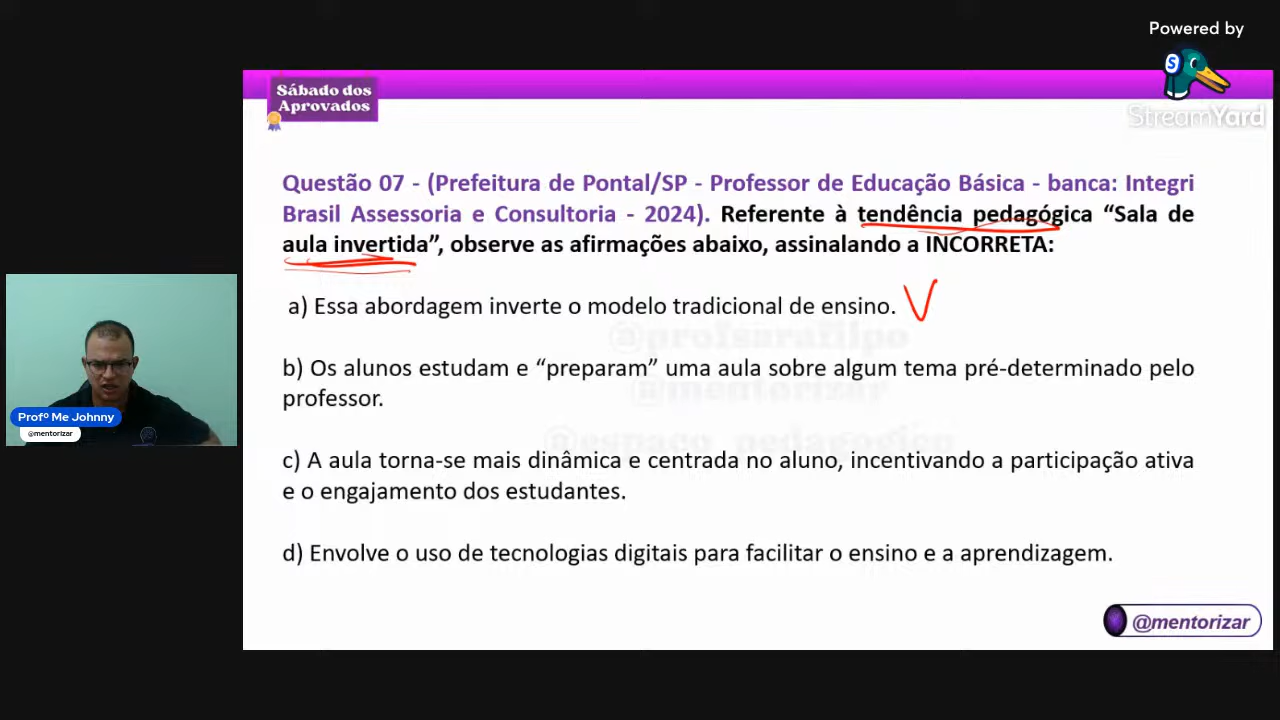 Powered by
S
StreamYard
Sábado dos
Aprovados
Questão 07 - (Prefeitura de Pontal/SP - Professor de Educação Básica - banca: Integri
Brasil Assessoria e Consultoria - 2024). Referente à tendência pedagógica “Sala de
aula invertida”, observe as afirmações abaixo, assinalando a INCORRETA:
a) Essa abordagem inverte o modelo tradicional de ensino. V
@profsarafilpo
b) Os alunos estudam e “preparam” uma aula sobre algum tema pré-determinado pelo
@mentorizar
professor.
@espaço_pedagogico
c) A aula torna-se mais dinâmica e centrada no aluno, incentivando a participação ativa
e o engajamento dos estudantes.
d) Envolve o uso de tecnologias digitais para facilitar o ensino e a aprendizagem.
Profº Me Johnny
@mentorizar
@mentorizar